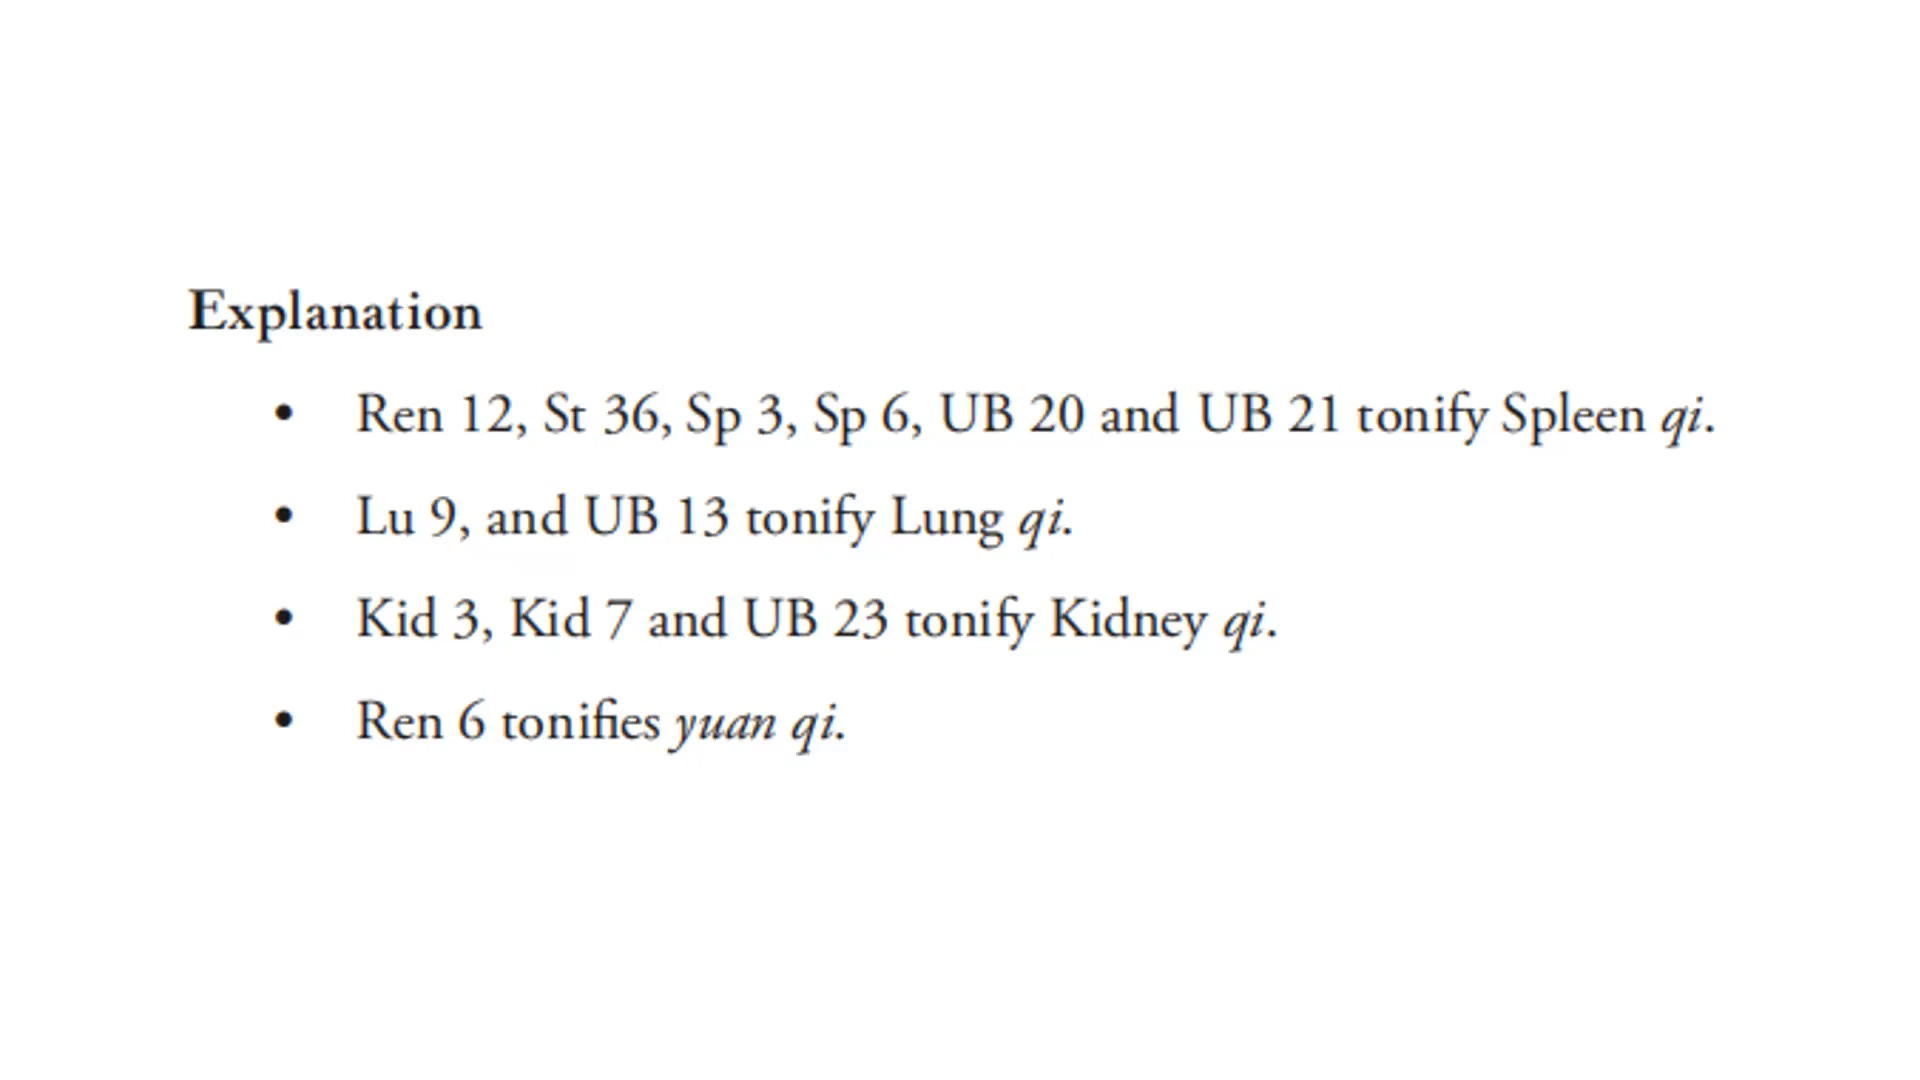 Explanation
• Ren 12, St 36, Sp 3, Sp 6, UB 20 and UB 21 tonify Spleen qi.
• Lu 9, and UB 13 tonify Lung qi.
• Kid 3, Kid 7 and UB 23 tonify Kidney qi.
• Ren 6 tonifies yuan qi.